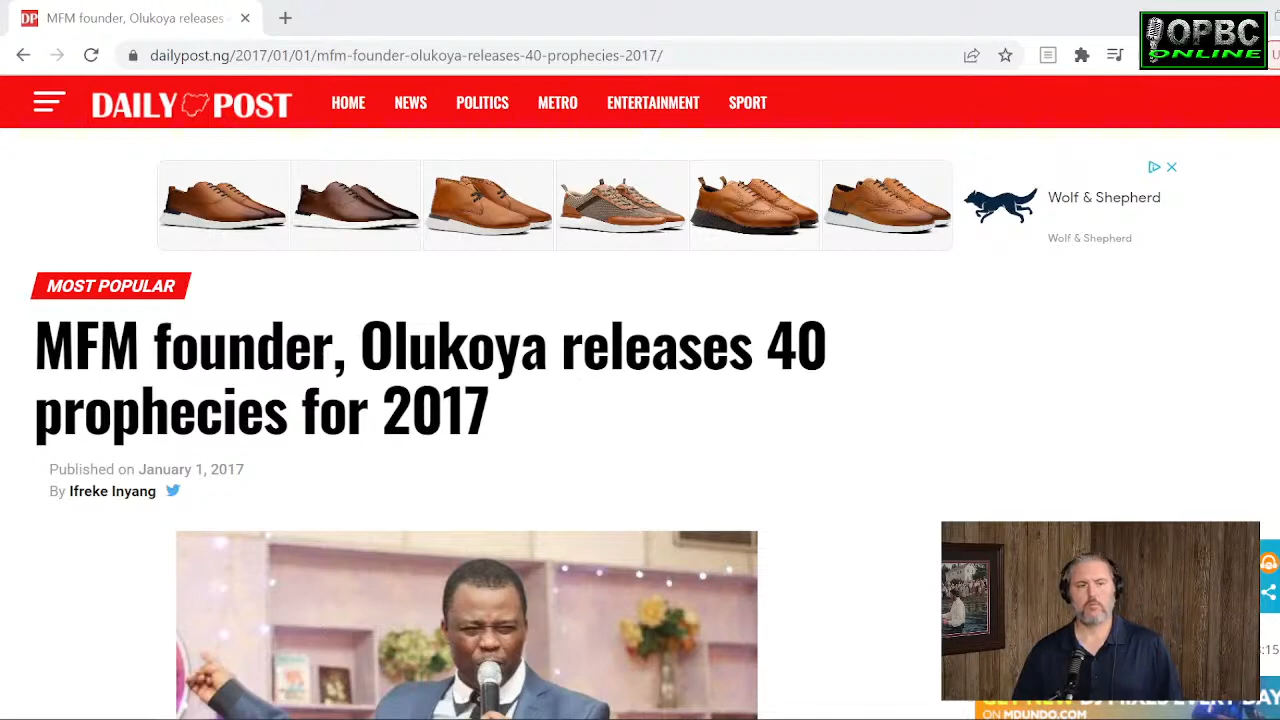 MFM founder, Olukoya releases
OPBC
ONLINE
dailypost.ng/2017/01/01/mfm-founder-olukoya-releases-40-prophecies-2017/
DAILY POST
HOME
NEWS
POLITICS
METRO
ENTERTAINMENT
SPORT
Wolf & Shepherd
Wolf & Shepherd
MOST POPULAR
MFM founder, Olukoya releases 40
prophecies for 2017
Published on January 1, 2017
By Ifreke Inyang
:15
ON MDUNDO.COM